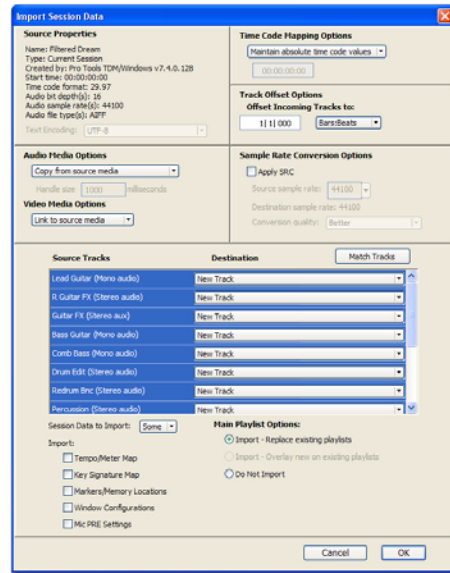 Import Session Data
Source Properties
Name: Filtered Dream
Type: Current Session
Created by: Pro Tools TDM/Windows v7.4.0.128
Start time: 00:00:00:00
Time code format: 29.97
Audio bit depth(s): 16
Audio sample rate(s): 44100
Audio file type(s): AIFF
Text Encoding: UTF-8
Time Code Mapping Options
Maintain absolute time code values
00:00:00:00
Track Offset Options
Offset Incoming Tracks to:
1| 1| 000 Bars:Beats
Audio Media Options
Copy from source media
Handle size 1000 milliseconds
Video Media Options
Link to source media
Sample Rate Conversion Options
Apply SRC
Source sample rate: 44100
Destination sample rate: 44100
Conversion quality: Better
Source Tracks Destination Match Tracks
Lead Guitar (Mono audio) New Track
R Guitar FX (Stereo audio) New Track
Guitar FX (Stereo aux) New Track
Bass Guitar (Mono audio) New Track
Comb Bass (Mono audio) New Track
Drum Edit (Stereo audio) New Track
Redrum Bnc (Stereo audio) New Track
Percussion (Stereo audio) New Track
Session Data to Import: Some
Import:
Tempo/Meter Map
Key Signature Map
Markers/Memory Locations
Window Configurations
Mic PRE Settings
Main Playlist Options:
Import - Replace existing playlists
Import - Overlay new on existing playlists
Do Not Import
Cancel OK